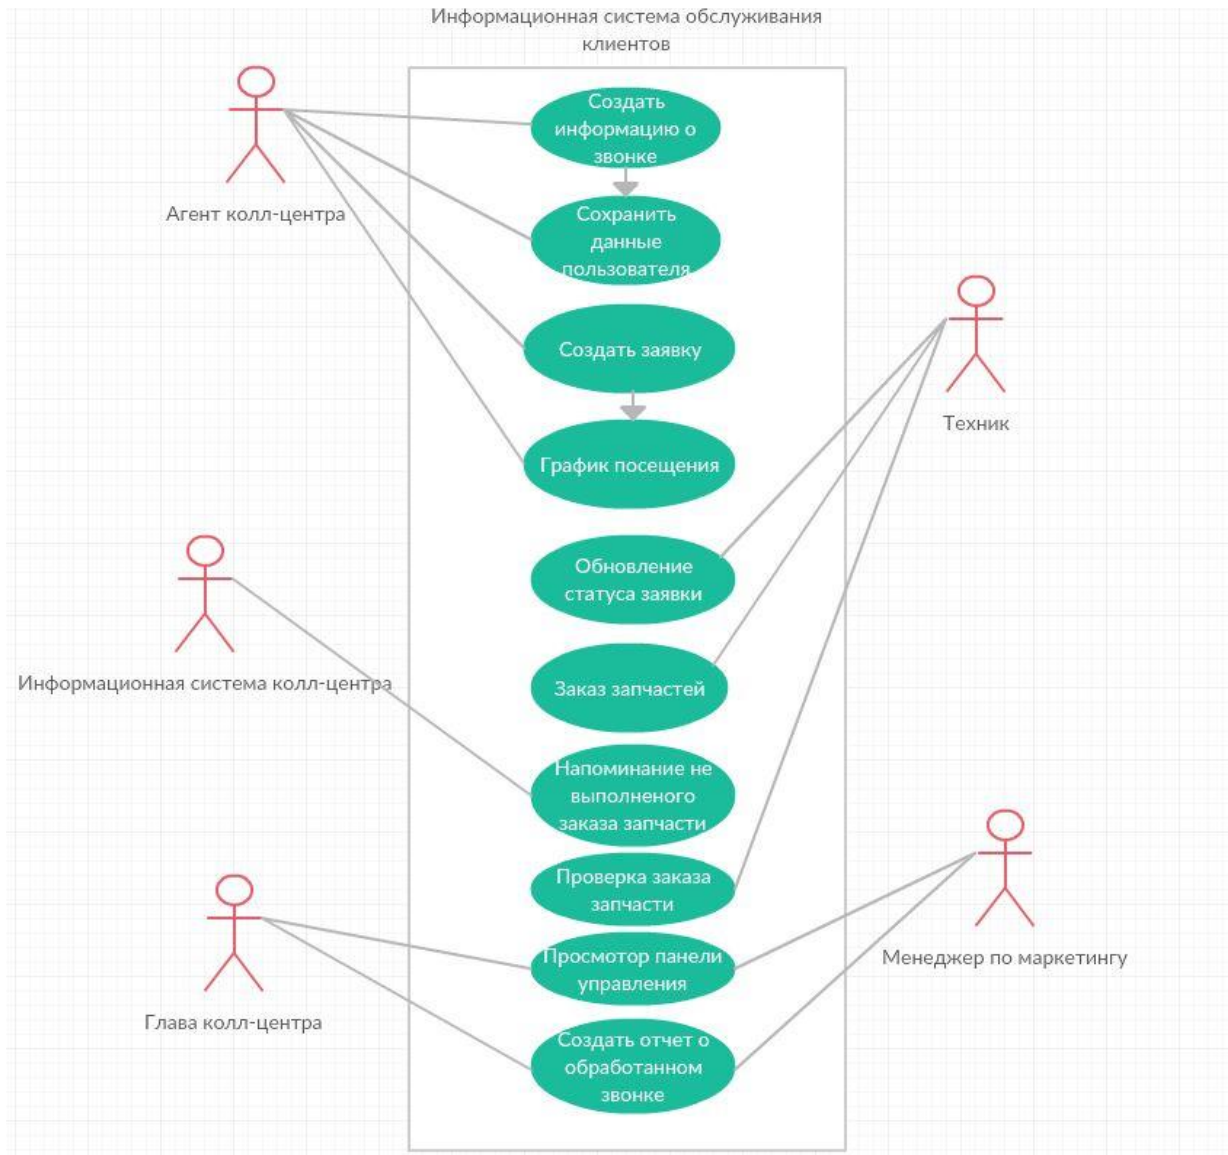 Информационная система обслуживания
клиентов
Создать
информацию о
звонке
Агент колл-центра
Сохранить
данные
пользователя
Создать заявку
Техник
График посещения
Обновление
статуса заявки
Информационная система колл-центра
Заказ запчастей
Напоминание не
выполненого
заказа запчасти
Проверка заказа
запчасти
Просмотор панели
управления
Менеджер по маркетингу
Глава колл-центра
Создать отчет о
обработанном
звонке